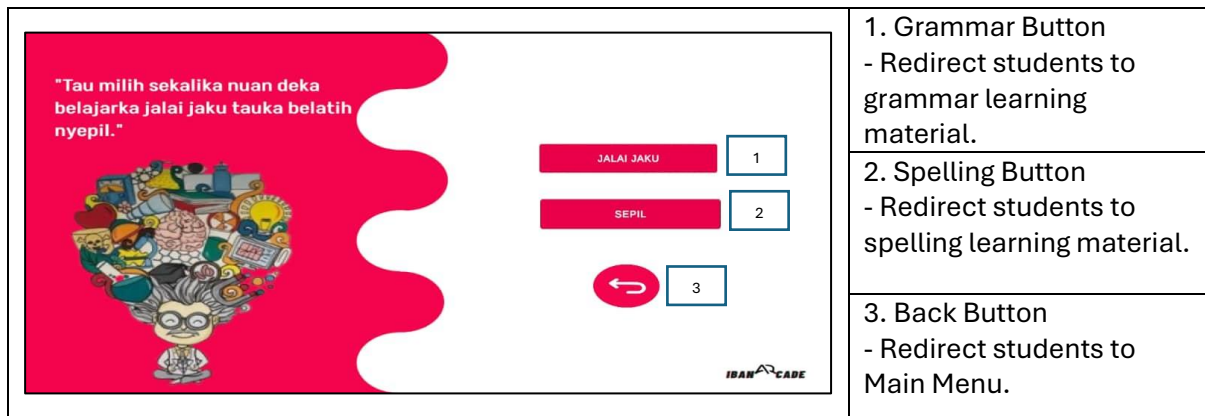 "Tau milih sekalika nuan deka
belajarka jalai jaku tauka belatih
nyepil."
JALAI JAKU
1
SEPIL
2
3
IBAN ARCADE
1. Grammar Button
- Redirect students to
grammar learning
material.
2. Spelling Button
- Redirect students to
spelling learning material.
3. Back Button
- Redirect students to
Main Menu.